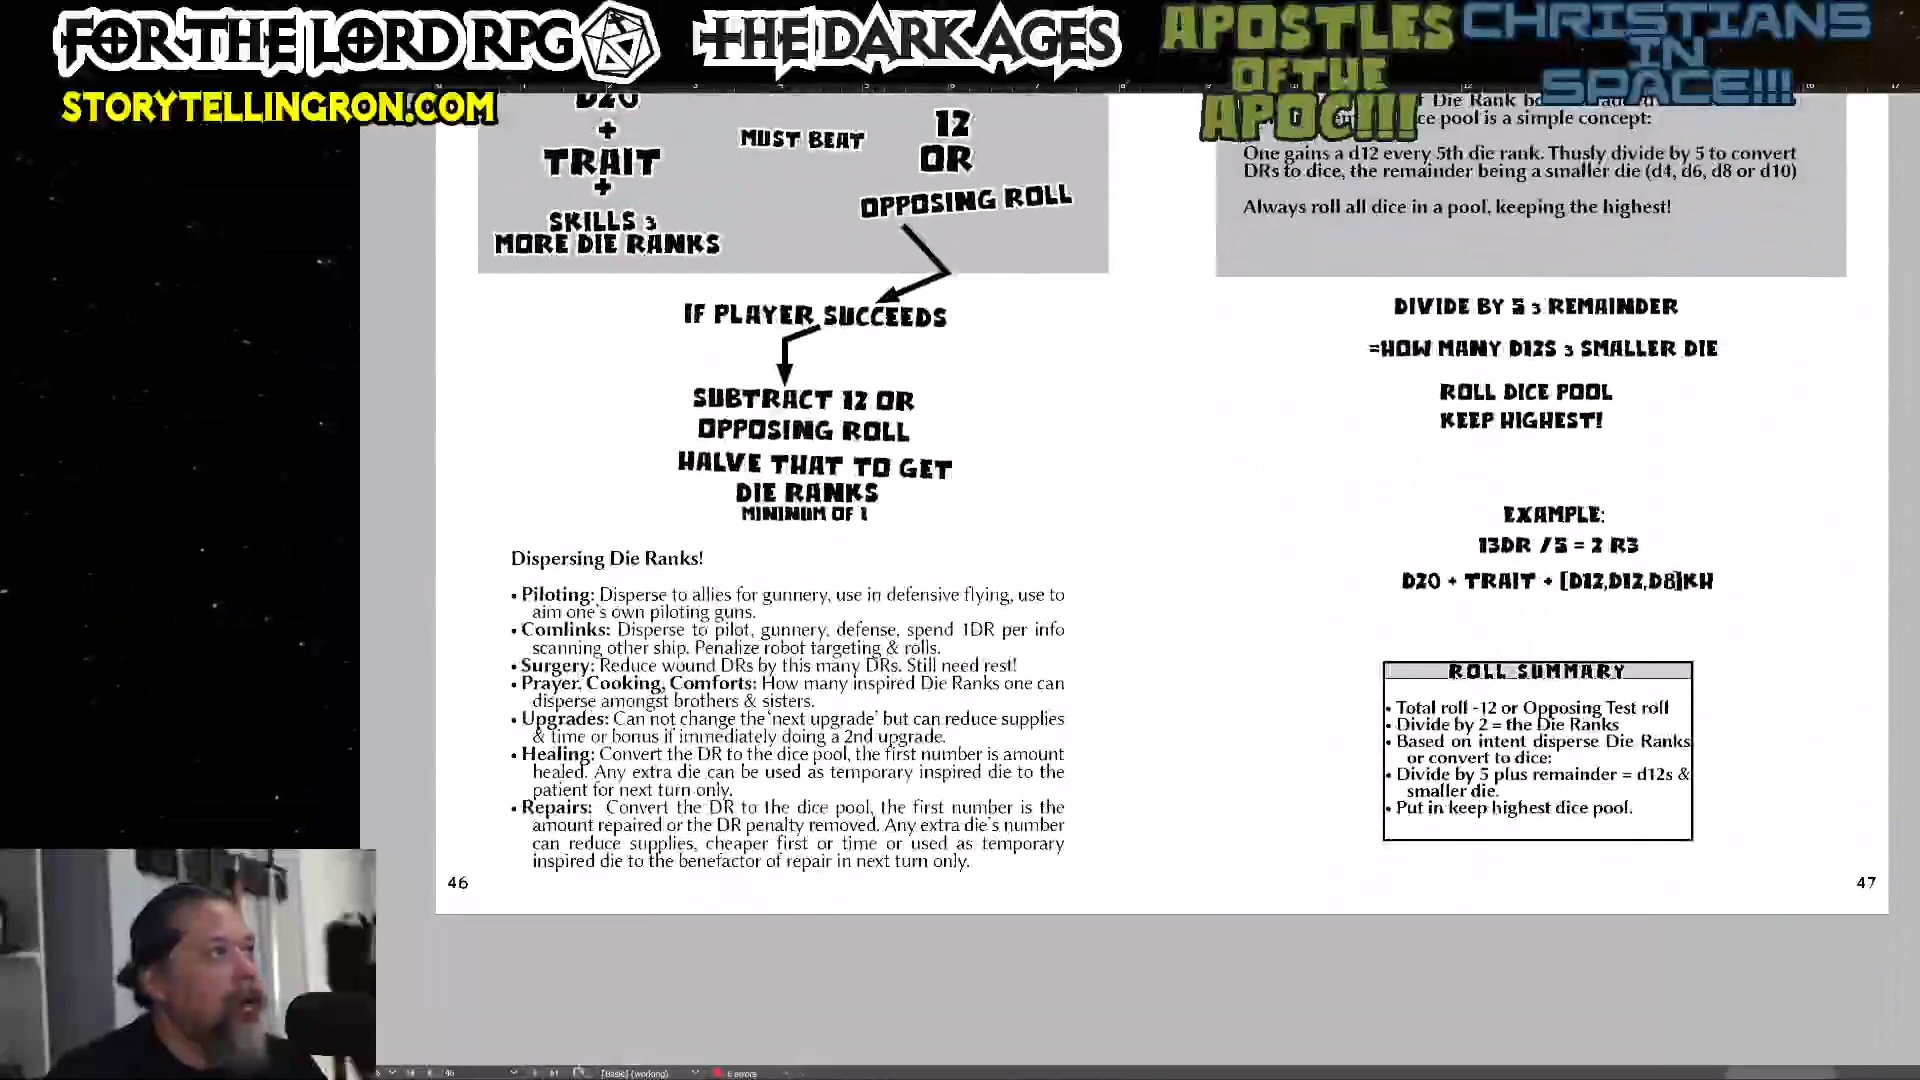 FOR THE LORD RPG
THE DARK AGES
APOSTLES
OF THE
APOC!!!
CHRISTIANS
IN
SPACE!!!
STORYTELLINGRON.COM
D20
+
TRAIT
+
SKILLS &
MORE DIE RANKS
MUST BEAT
12
OR
OPPOSING ROLL
IF PLAYER SUCCEEDS
SUBTRACT 12 OR
OPPOSING ROLL
HALVE THAT TO GET
DIE RANKS
MININUM OF 1
Dispersing Die Ranks!
• Piloting: Disperse to allies for gunnery, use in defensive flying, use to
aim one's own piloting guns.
• Comlinks: Disperse to pilot, gunnery, defense, spend 1DR per info
scanning other ship. Penalize robot targeting & rolls.
• Surgery: Reduce wound DRs by this many DRs. Still need rest!
• Prayer, Cooking, Comforts: How many inspired Die Ranks one can
disperse amongst brothers & sisters.
• Upgrades: Can not change the 'next upgrade' but can reduce supplies
& time or bonus if immediately doing a 2nd upgrade.
• Healing: Convert the DR to the dice pool, the first number is amount
healed. Any extra die can be used as temporary inspired die to the
patient for next turn only.
• Repairs: Convert the DR to the dice pool, the first number is the
amount repaired or the DR penalty removed. Any extra die's number
can reduce supplies, cheaper first or time or used as temporary
inspired die to the benefactor of repair in next turn only.
46
Die Rank
ce pool is a simple concept:
One gains a d12 every 5th die rank. Thusly divide by 5 to convert
DRs to dice, the remainder being a smaller die (d4, d6, d8 or d10)
Always roll all dice in a pool, keeping the highest!
DIVIDE BY 5 & REMAINDER
=HOW MANY D12S & SMALLER DIE
ROLL DICE POOL
KEEP HIGHEST!
EXAMPLE:
13DR /5 = 2 R3
D20 + TRAIT + [D12,D12,D8]KH
ROLL SUMMARY
• Total roll -12 or Opposing Test roll
• Divide by 2 = the Die Ranks
• Based on intent disperse Die Ranks
or convert to dice:
• Divide by 5 plus remainder = d12s &
smaller die.
• Put in keep highest dice pool.
47
46
[Basic] (working)
6 errors